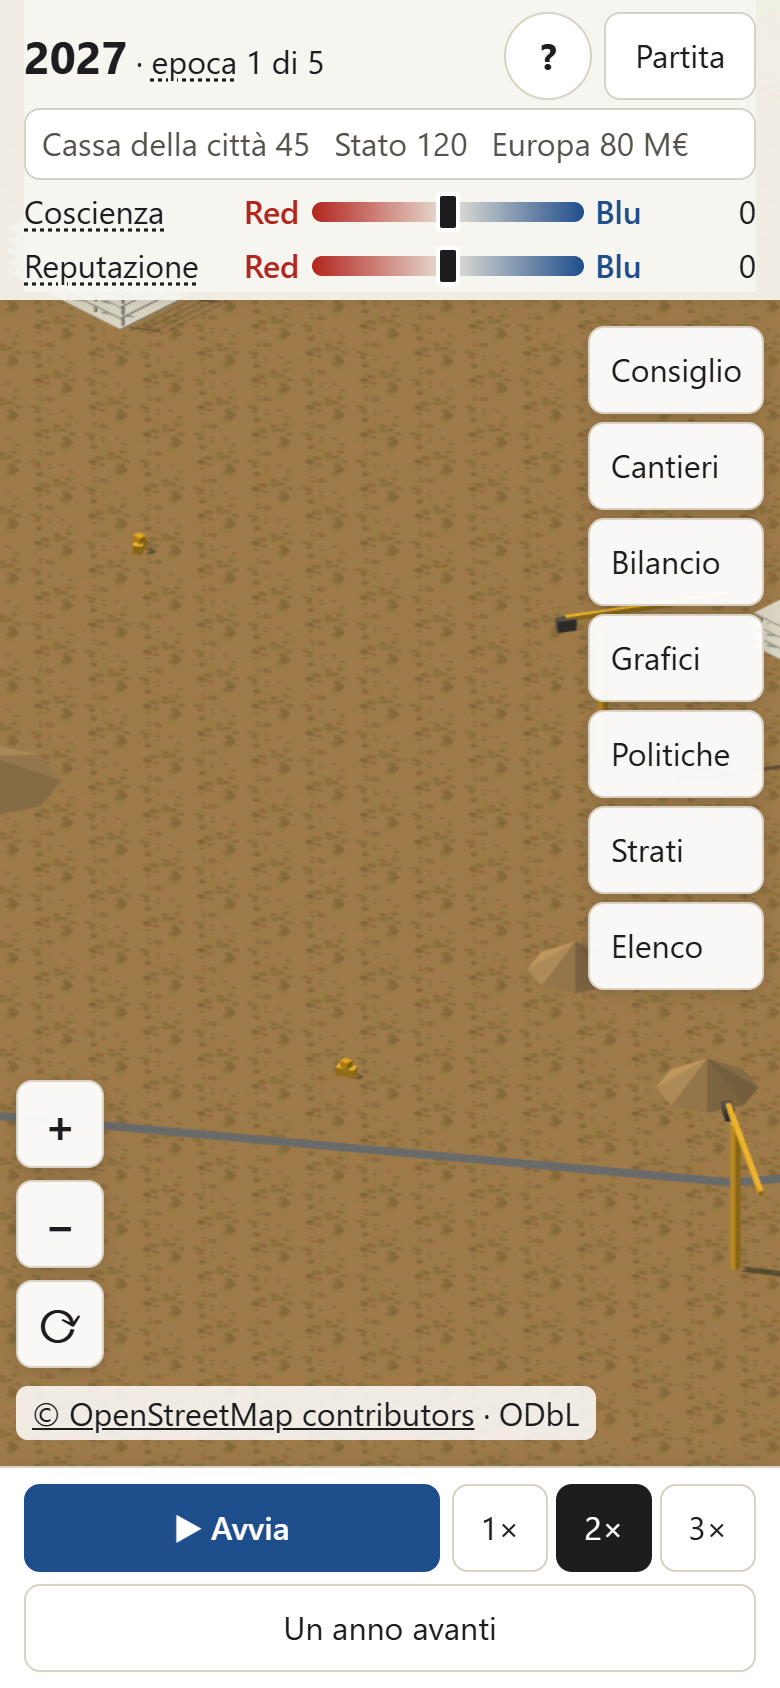 2027 · epoca 1 di 5
?
Partita
Cassa della città 45 Stato 120 Europa 80 M€
Coscienza Red Blu 0
Reputazione Red Blu 0
Consiglio
Cantieri
Bilancio
Grafici
Politiche
Strati
Elenco
+
−
© OpenStreetMap contributors · ODbL
▶ Avvia 1× 2× 3×
Un anno avanti